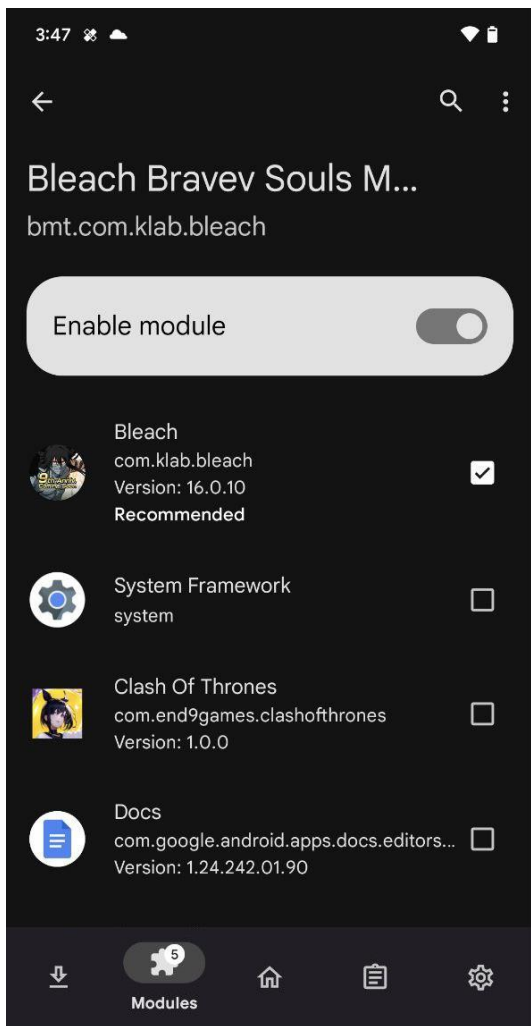 3:47
Bleach Bravev Souls M...
bmt.com.klab.bleach
Enable module
Bleach
com.klab.bleach
Version: 16.0.10
Recommended
System Framework
system
Clash Of Thrones
com.end9games.clashofthrones
Version: 1.0.0
Docs
com.google.android.apps.docs.editors...
Version: 1.24.242.01.90
5
Modules